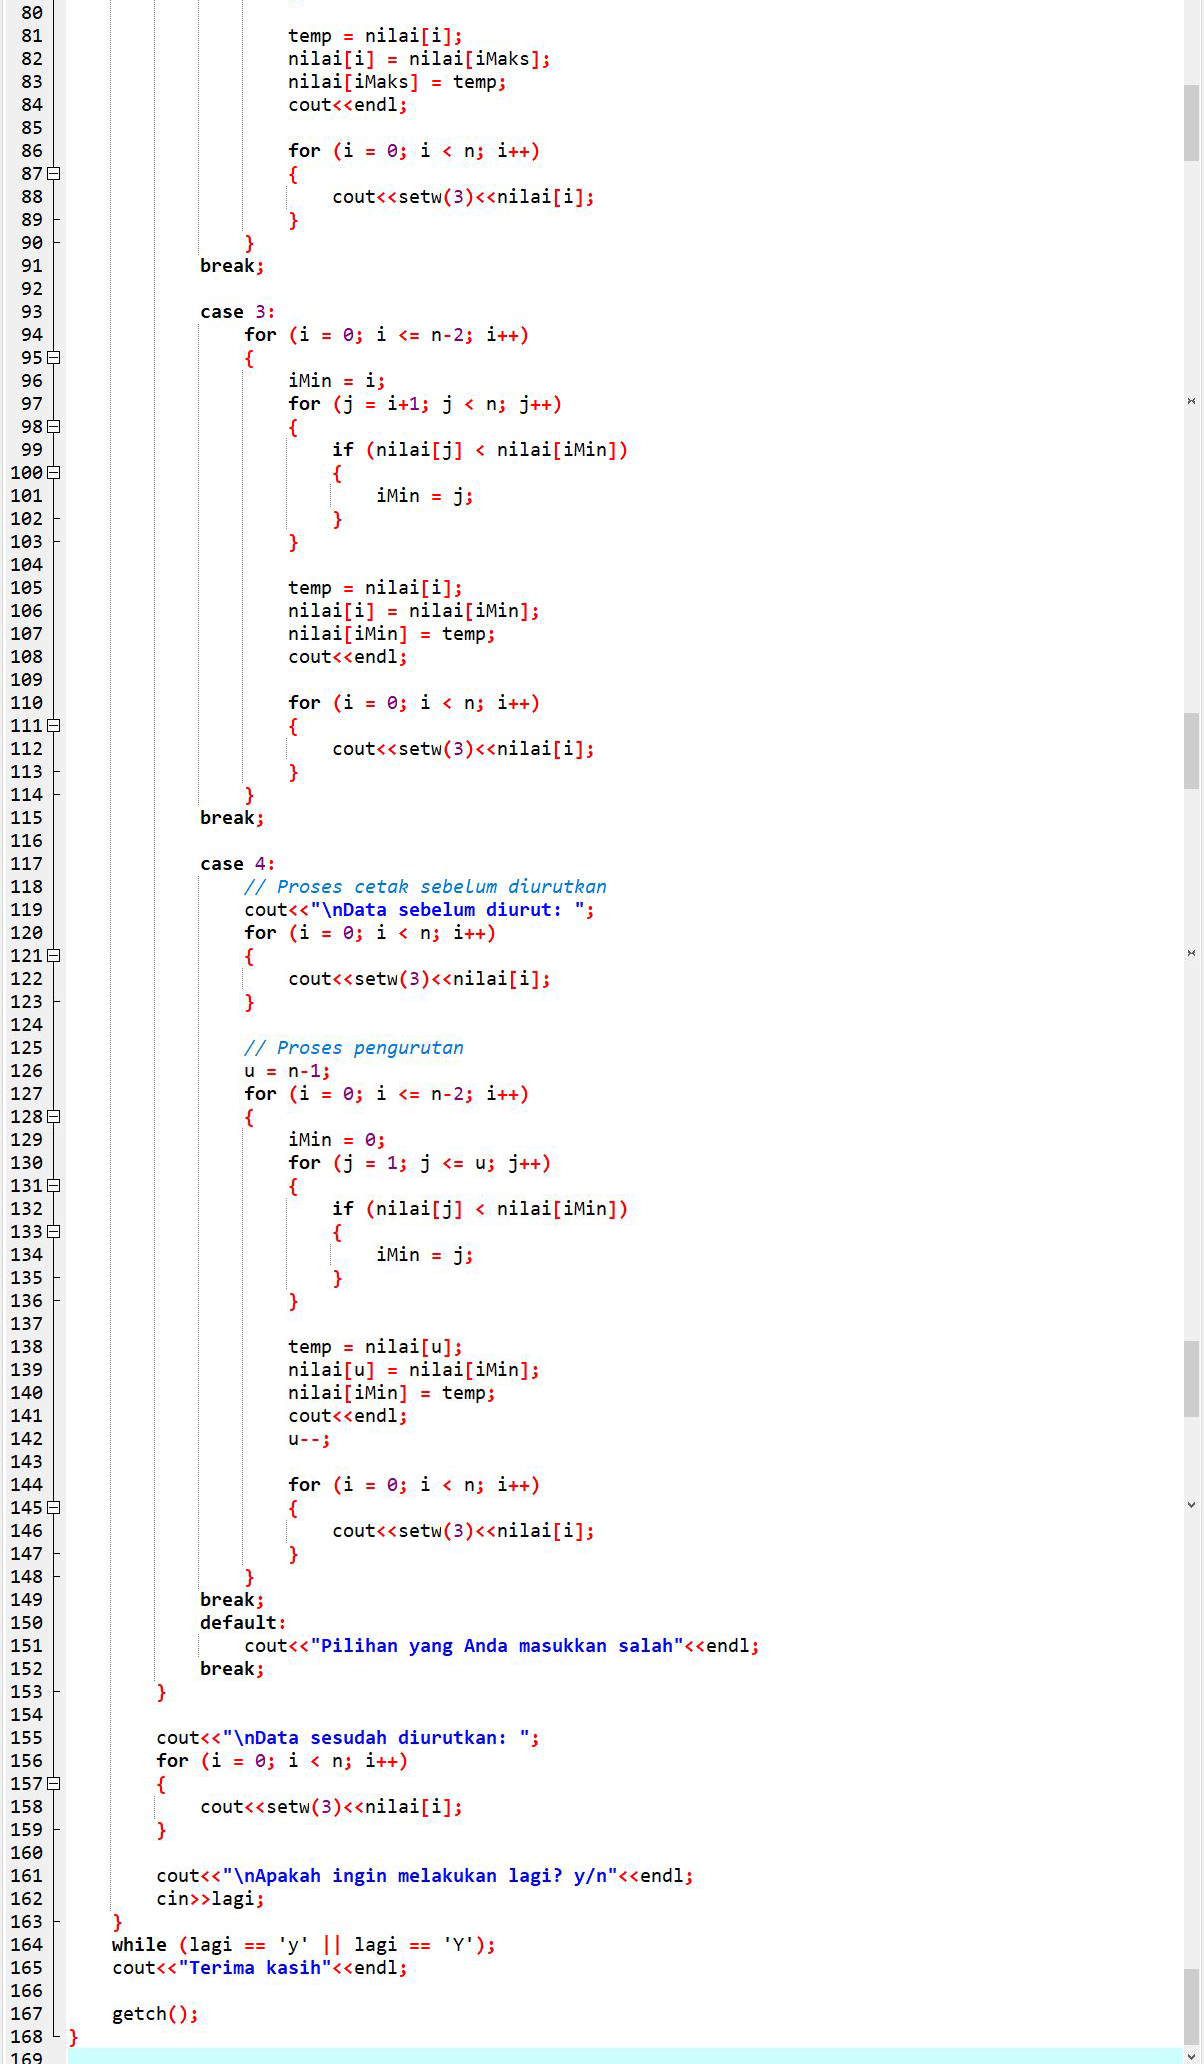 80
81 temp = nilai[i];
82 nilai[i] = nilai[iMaks];
83 nilai[iMaks] = temp;
84 cout<<endl;
85
86 for (i = 0; i < n; i++)
87 {
88 cout<<setw(3)<<nilai[i];
89 }
90 }
91 break;
92
93 case 3:
94 for (i = 0; i <= n-2; i++)
95 {
96 iMin = i;
97 for (j = i+1; j < n; j++)
98 {
99 if (nilai[j] < nilai[iMin])
100 {
101 iMin = j;
102 }
103 }
104
105 temp = nilai[i];
106 nilai[i] = nilai[iMin];
107 nilai[iMin] = temp;
108 cout<<endl;
109
110 for (i = 0; i < n; i++)
111 {
112 cout<<setw(3)<<nilai[i];
113 }
114 }
115 break;
116
117 case 4:
118 // Proses cetak sebelum diurutkan
119 cout<<"\nData sebelum diurut: ";
120 for (i = 0; i < n; i++)
121 {
122 cout<<setw(3)<<nilai[i];
123 }
124
125 // Proses pengurutan
126 u = n-1;
127 for (i = 0; i <= n-2; i++)
128 {
129 iMin = 0;
130 for (j = 1; j <= u; j++)
131 {
132 if (nilai[j] < nilai[iMin])
133 {
134 iMin = j;
135 }
136 }
137
138 temp = nilai[u];
139 nilai[u] = nilai[iMin];
140 nilai[iMin] = temp;
141 cout<<endl;
142 u--;
143
144 for (i = 0; i < n; i++)
145 {
146 cout<<setw(3)<<nilai[i];
147 }
148 }
149 break;
150 default:
151 cout<<"Pilihan yang Anda masukkan salah"<<endl;
152 break;
153 }
154
155 cout<<"\nData sesudah diurutkan: ";
156 for (i = 0; i < n; i++)
157 {
158 cout<<setw(3)<<nilai[i];
159 }
160
161 cout<<"\nApakah ingin melakukan lagi? y/n"<<endl;
162 cin>>lagi;
163 }
164 while (lagi == 'y' || lagi == 'Y');
165 cout<<"Terima kasih"<<endl;
166
167 getch();
168 }
169